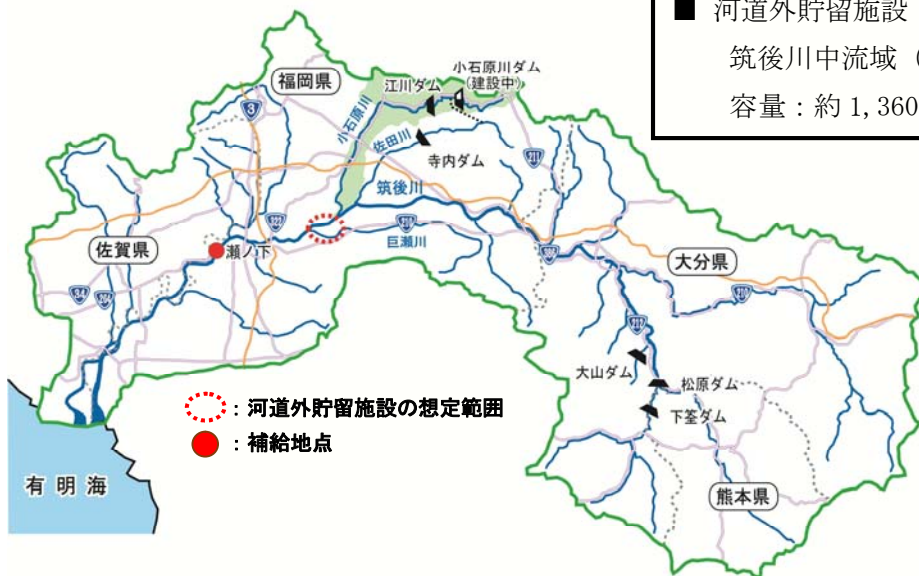 ■ 河道外貯留施設
筑後川中流域（
容量：約 1,360
福岡県
3
江川ダム
小石原川ダム
（建設中）
小石原川
佐田川
寺内ダム
211
筑後川
322
210
巨瀬川
佐賀県
瀬ノ下
34
264
大分県
210
212
大山ダム
松原ダム
下筌ダム
：河道外貯留施設の想定範囲
：補給地点
有明海
熊本県